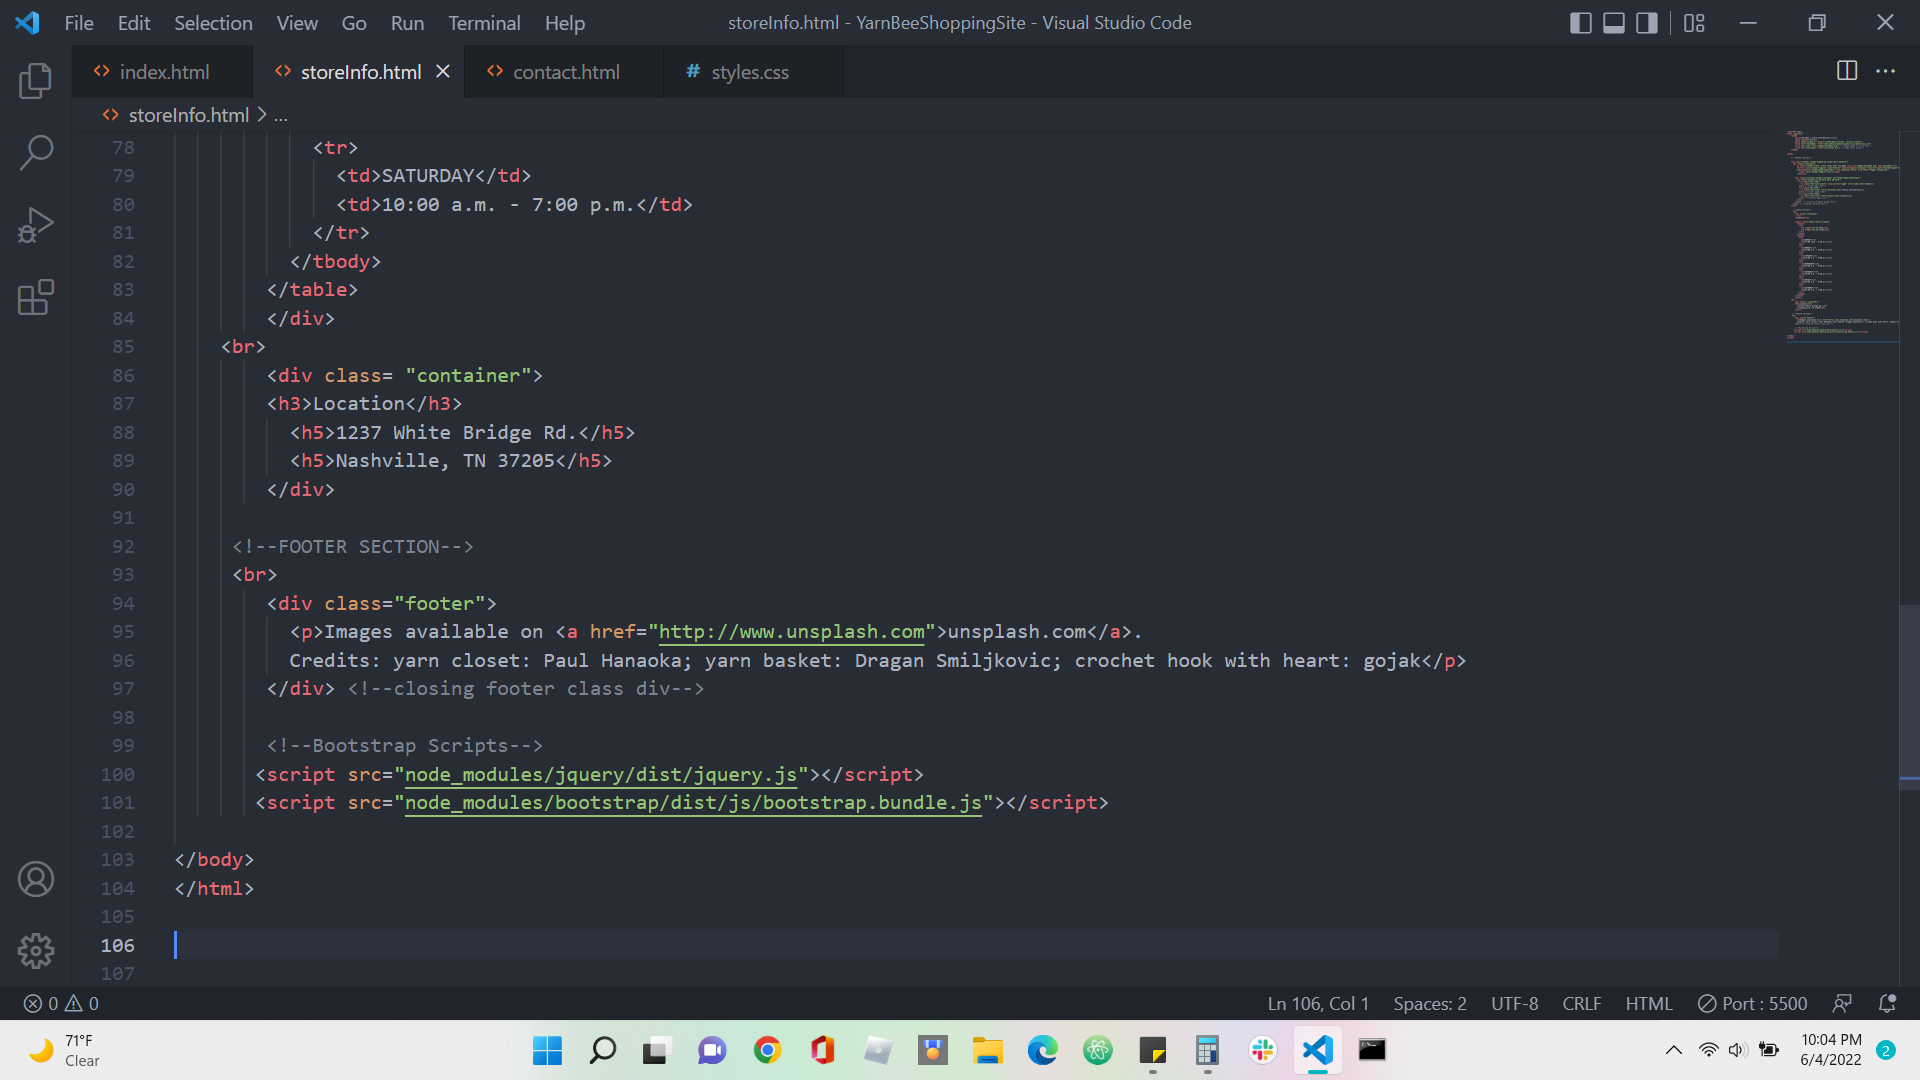 File Edit Selection View Go Run Terminal Help storeInfo.html - YarnBeeShoppingSite - Visual Studio Code
index.html storeInfo.html contact.html # styles.css
storeInfo.html > ...
78 <tr>
79 <td>SATURDAY</td>
80 <td>10:00 a.m. - 7:00 p.m.</td>
81 </tr>
82 </tbody>
83 </table>
84 </div>
85 <br>
86 <div class= "container">
87 <h3>Location</h3>
88 <h5>1237 White Bridge Rd.</h5>
89 <h5>Nashville, TN 37205</h5>
90 </div>
91
92 <!--FOOTER SECTION-->
93 <br>
94 <div class="footer">
95 <p>Images available on <a href="http://www.unsplash.com">unsplash.com</a>.
96 Credits: yarn closet: Paul Hanaoka; yarn basket: Dragan Smiljkovic; crochet hook with heart: gojak</p>
97 </div> <!--closing footer class div-->
98
99 <!--Bootstrap Scripts-->
100 <script src="node_modules/jquery/dist/jquery.js"></script>
101 <script src="node_modules/bootstrap/dist/js/bootstrap.bundle.js"></script>
102
103 </body>
104 </html>
105
106
107
0 0 Ln 106, Col 1 Spaces: 2 UTF-8 CRLF HTML Port : 5500
71°F
Clear
10:04 PM
6/4/2022
2